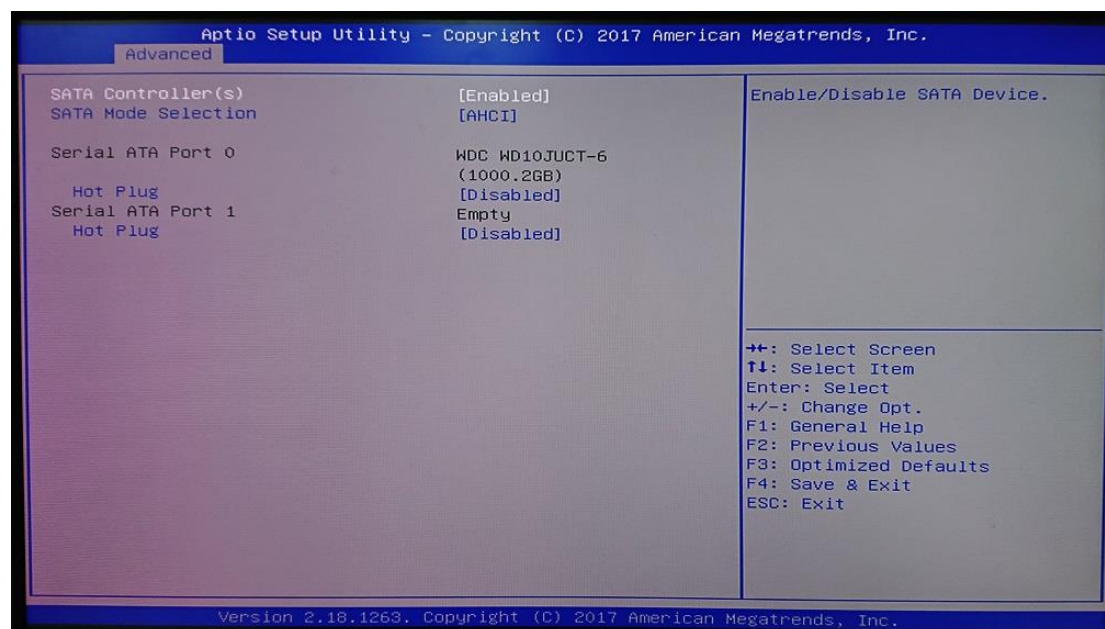 Aptio Setup Utility – Copyright (C) 2017 American Megatrends, Inc.
Advanced
SATA Controller(s) [Enabled]
SATA Mode Selection [AHCI]
Serial ATA Port 0 WDC WD10JUCT-6
(1000.2GB)
Hot Plug [Disabled]
Serial ATA Port 1 Empty
Hot Plug [Disabled]
Enable/Disable SATA Device.
→←: Select Screen
↑↓: Select Item
Enter: Select
+/-: Change Opt.
F1: General Help
F2: Previous Values
F3: Optimized Defaults
F4: Save & Exit
ESC: Exit
Version 2.18.1263. Copyright (C) 2017 American Megatrends, Inc.